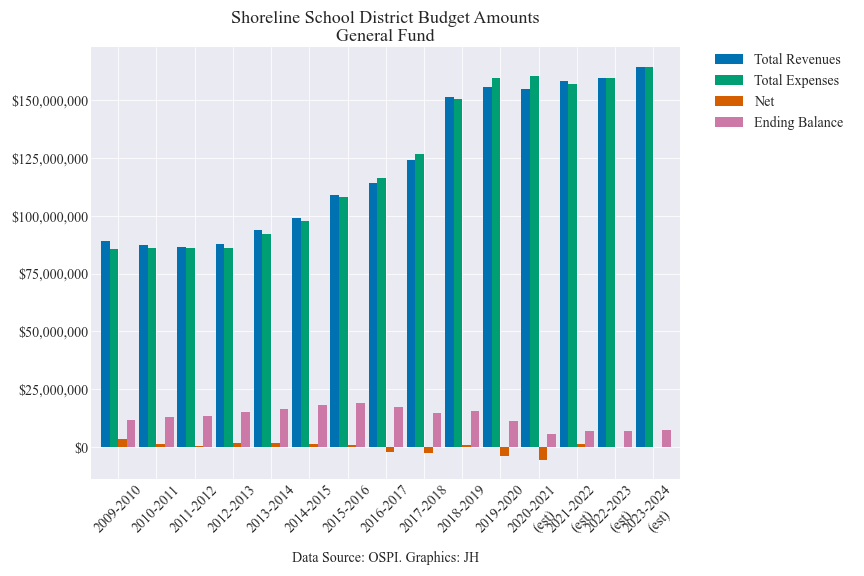 Shoreline School District Budget Amounts
General Fund
Total Revenues
Total Expenses
Net
Ending Balance
$150,000,000
$125,000,000
$100,000,000
$75,000,000
$50,000,000
$25,000,000
$0
2009-2010
2010-2011
2011-2012
2012-2013
2013-2014
2014-2015
2015-2016
2016-2017
2017-2018
2018-2019
2019-2020
2020-2021
(est)
2021-2022
(est)
2022-2023
(est)
2023-2024
(est)
Data Source: OSPI. Graphics: JH